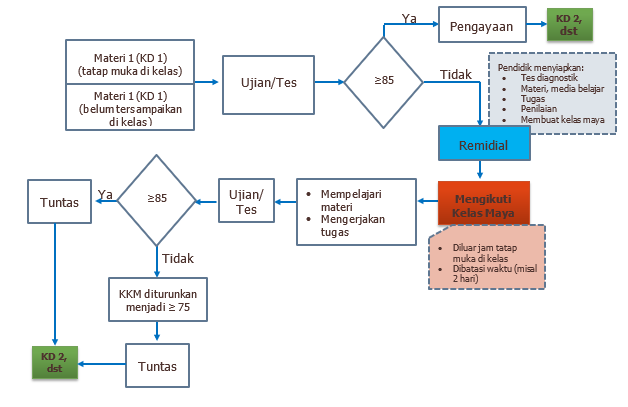 Materi 1 (KD 1)
(tatap muka di kelas)
Materi 1 (KD 1)
(belum tersampaikan
di kelas)
Ujian/Tes
≥85
Ya
Pengayaan
KD 2,
dst
Tidak
Pendidik menyiapkan:
• Tes diagnostik
• Materi, media belajar
• Tugas
• Penilaian
• Membuat kelas maya
Remidial
Mengikuti
Kelas Maya
• Diluar jam tatap
muka di kelas
• Dibatasi waktu (misal
2 hari)
• Mempelajari
materi
• Mengerjakan
tugas
Ujian/
Tes
≥85
Ya
Tuntas
Tidak
KKM diturunkan
menjadi ≥ 75
Tuntas
KD 2,
dst